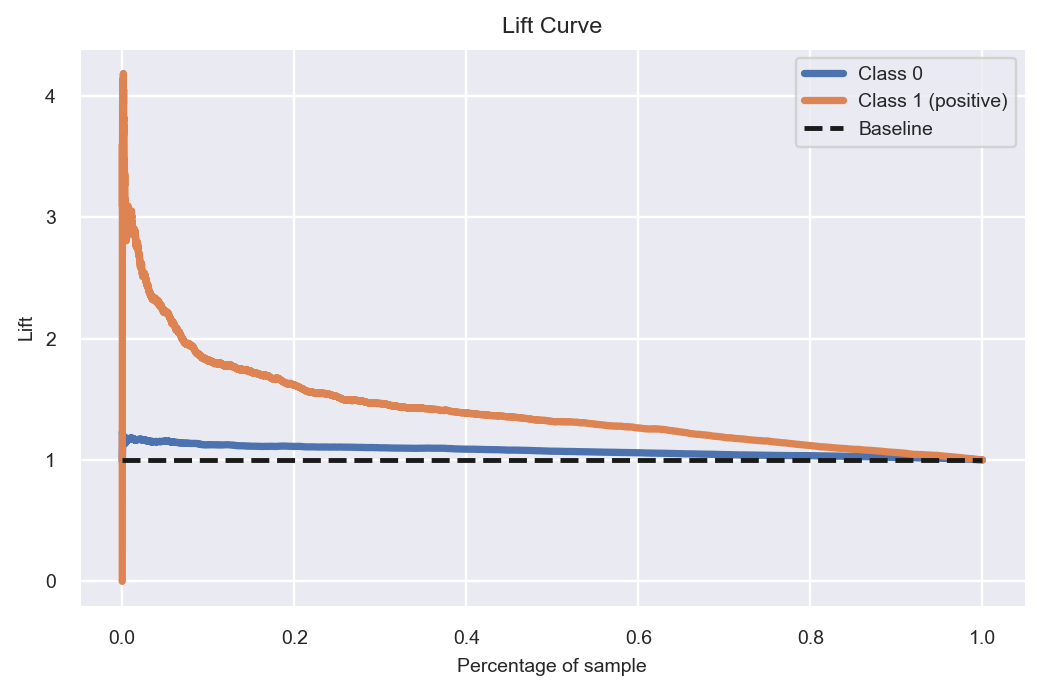 Lift Curve
Class 0
Class 1 (positive)
Baseline
Lift
4
3
2
1
0
0.0 0.2 0.4 0.6 0.8 1.0
Percentage of sample